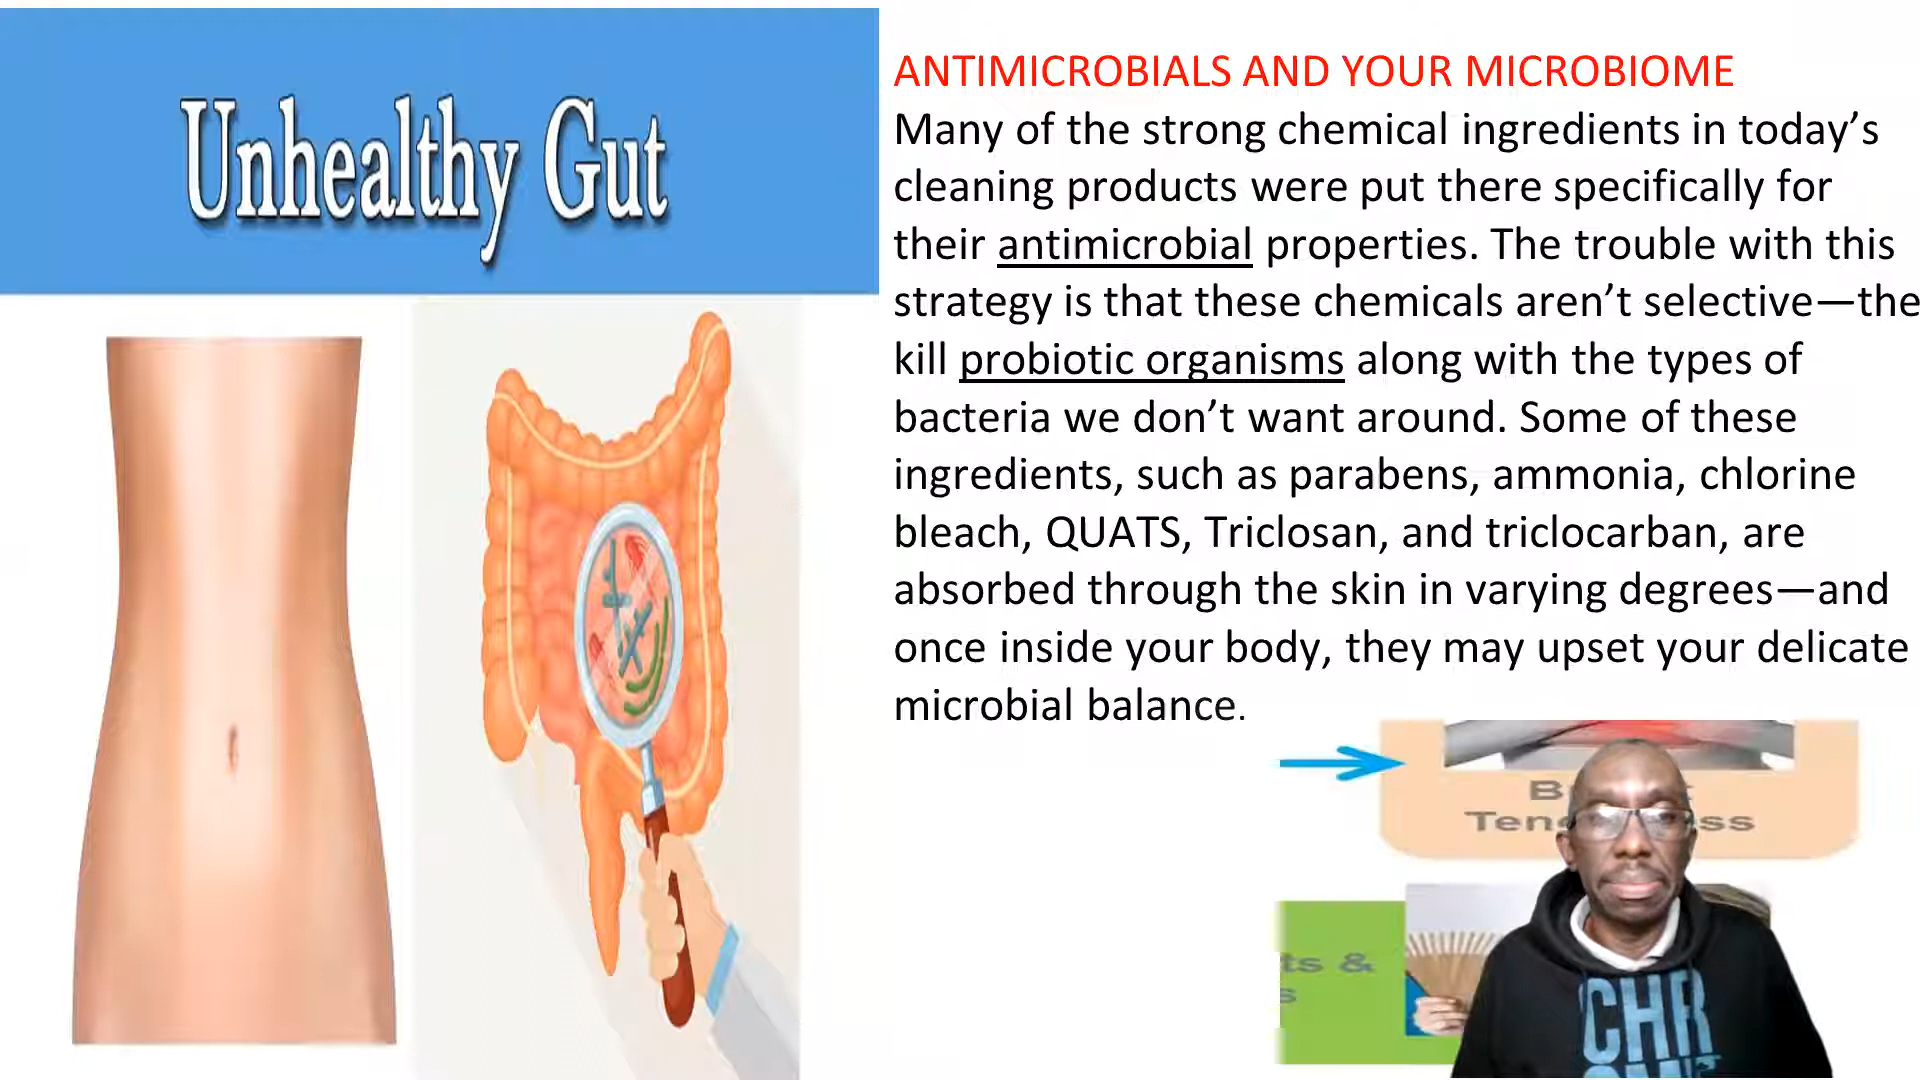 Unhealthy Gut
ANTIMICROBIALS AND YOUR MICROBIOME
Many of the strong chemical ingredients in today’s
cleaning products were put there specifically for
their antimicrobial properties. The trouble with this
strategy is that these chemicals aren’t selective—the
kill probiotic organisms along with the types of
bacteria we don’t want around. Some of these
ingredients, such as parabens, ammonia, chlorine
bleach, QUATS, Triclosan, and triclocarban, are
absorbed through the skin in varying degrees—and
once inside your body, they may upset your delicate
microbial balance.
ts &
s
CHR